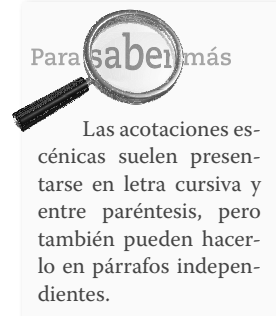 Para saber más
Las acotaciones es-
cénicas suelen presen-
tarse en letra cursiva y
entre paréntesis, pero
también pueden hacer-
lo en párrafos indepen-
dientes.